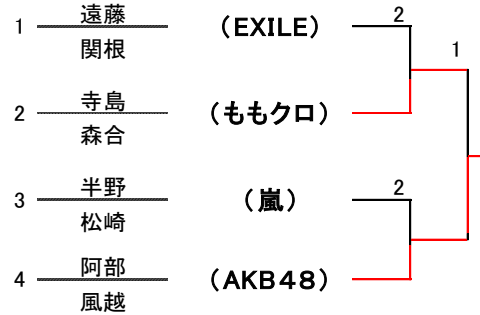 遠藤
1 (EXILE) 2
関根
1
寺島
2 (ももクロ)
森合
半野
3 (嵐) 2
松崎
阿部
4 (AKB48)
風越